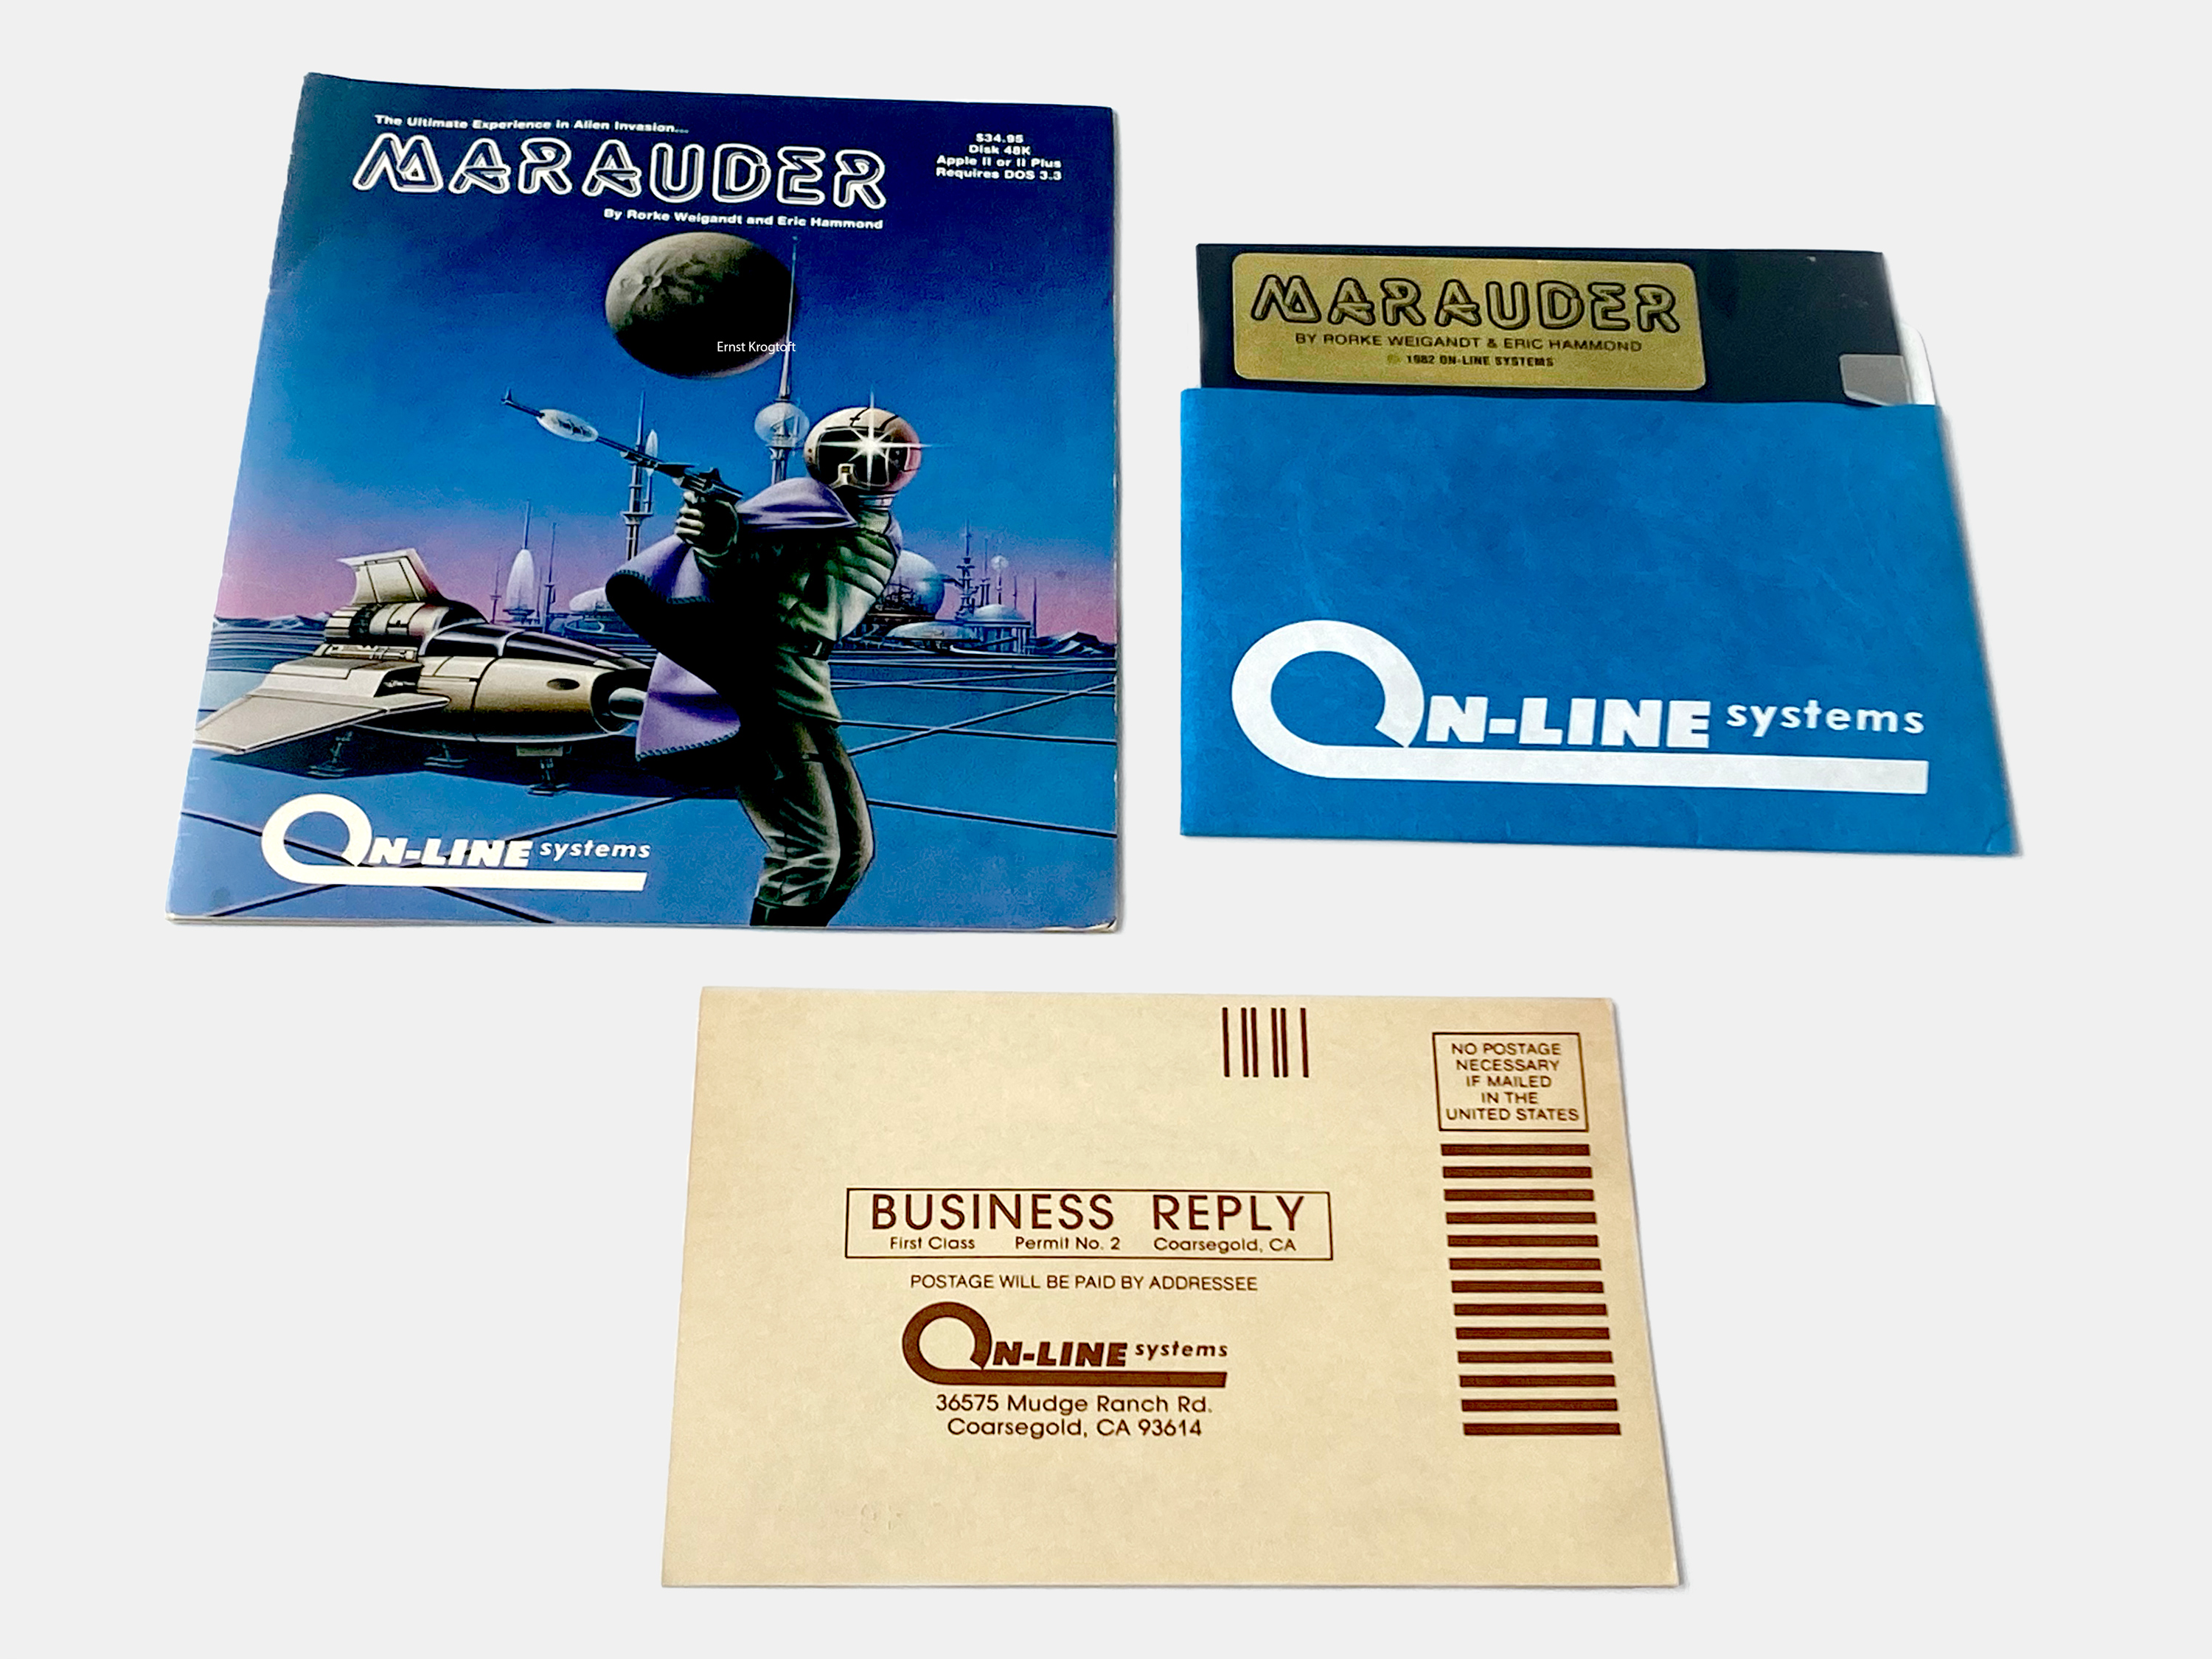 The Ultimate Experience in Alien Invasion...
MARAUDER
By Rorke Weigandt and Eric Hammond
$34.95
Disk 48K
Apple II or II Plus
Requires DOS 3.3
Ernst Krogtoft
ON-LINE systems
MARAUDER
BY RORKE WEIGANDT & ERIC HAMMOND
© 1982 ON-LINE SYSTEMS
ON-LINE systems
NO POSTAGE
NECESSARY
IF MAILED
IN THE
UNITED STATES
BUSINESS REPLY
First Class Permit No. 2 Coarsegold, CA
POSTAGE WILL BE PAID BY ADDRESSEE
ON-LINE systems
36575 Mudge Ranch Rd.
Coarsegold, CA 93614